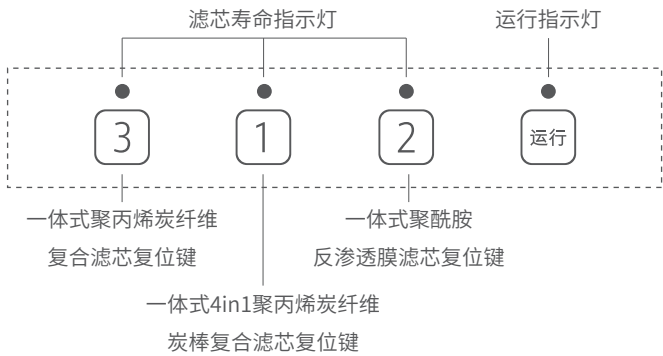 滤芯寿命指示灯
运行指示灯
3
1
2
运行
一体式聚丙烯炭纤维
复合滤芯复位键
一体式聚酰胺
反渗透膜滤芯复位键
一体式4in1聚丙烯炭纤维
炭棒复合滤芯复位键